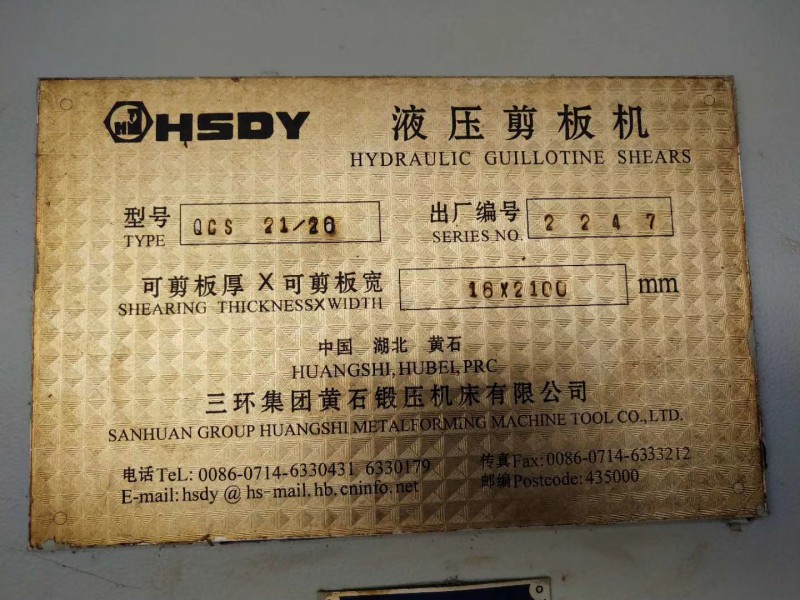 HSDY 液压剪板机
HYDRAULIC GUILLOTINE SHEARS
型号 QCS 21/20 出厂编号 2247
TYPE SERIES NO.
可剪板厚X可剪板宽 16X2100 mm
SHEARING THICKNESSXWIDTH
中国 湖北 黄石
HUANGSHI, HUBEI, PRC.
三环集团黄石锻压机床有限公司
SANHUAN GROUP HUANGSHI METALFORMING MACHINE TOOL CO., LTD.
电话TeL: 0086-0714-6330431 6330179 传真Fax: 0086-0714-6333212
E-mail: hsdy @ hs-mail.hb.cninfo.net 邮编Postcode: 435000